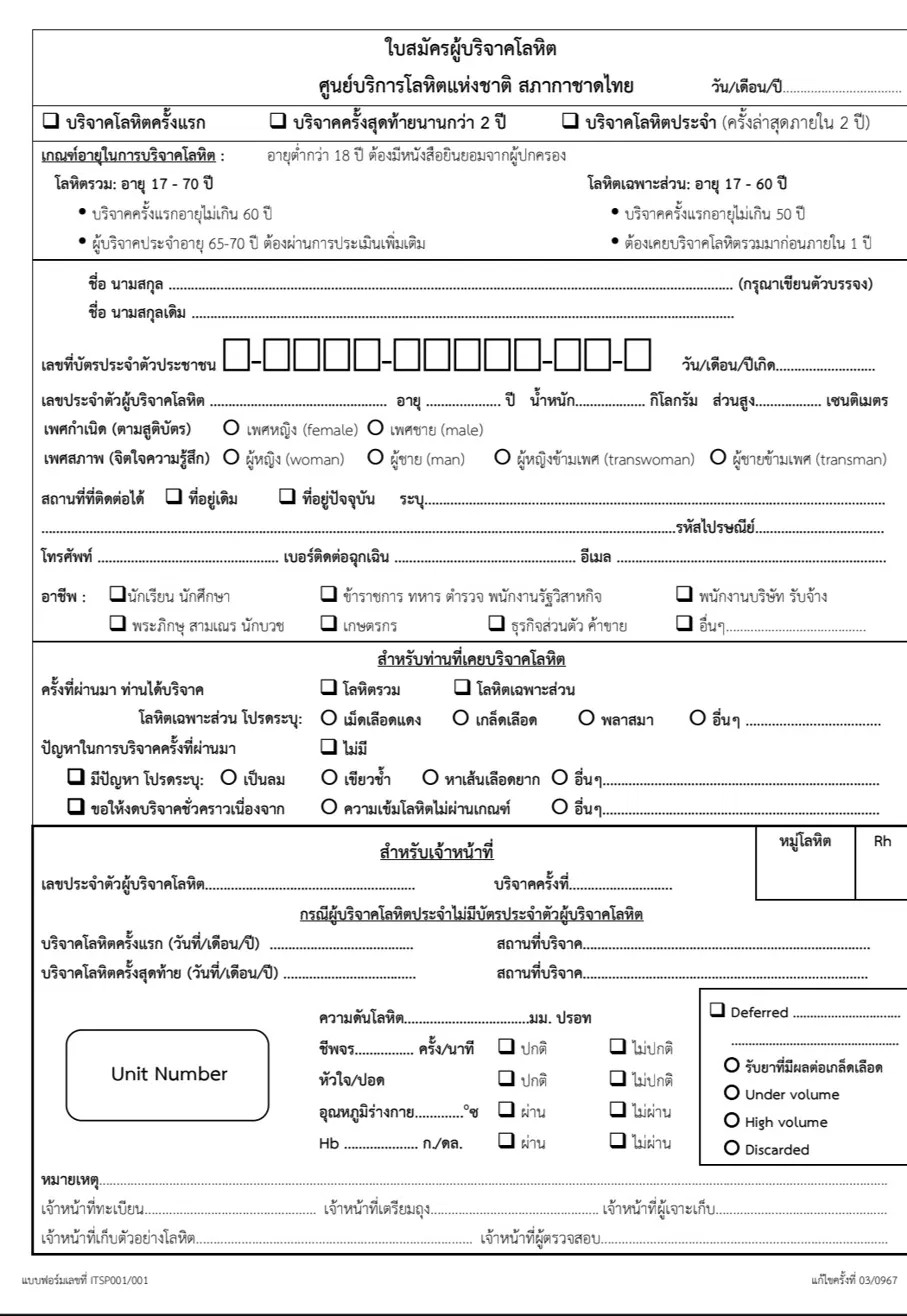 ใบสมัครผู้บริจาคโลหิต
ศูนย์บริการโลหิตแห่งชาติ สภากาชาดไทย วัน/เดือน/ปี................................
❑ บริจาคโลหิตครั้งแรก ❑ บริจาคครั้งสุดท้ายนานกว่า 2 ปี ❑ บริจาคโลหิตประจำ (ครั้งล่าสุดภายใน 2 ปี)
เกณฑ์อายุในการบริจาคโลหิต : อายุต่ำกว่า 18 ปี ต้องมีหนังสือยินยอมจากผู้ปกครอง
โลหิตรวม: อายุ 17 - 70 ปี โลหิตเฉพาะส่วน: อายุ 17 - 60 ปี
• บริจาคครั้งแรกอายุไม่เกิน 60 ปี • บริจาคครั้งแรกอายุไม่เกิน 50 ปี
• ผู้บริจาคประจำอายุ 65-70 ปี ต้องผ่านการประเมินเพิ่มเติม • ต้องเคยบริจาคโลหิตรวมมาก่อนภายใน 1 ปี
ชื่อ นามสกุล ................................ (กรุณาเขียนตัวบรรจง)
ชื่อ นามสกุลเดิม ................................
เลขที่บัตรประจำตัวประชาชน ☐-☐☐☐☐-☐☐☐☐☐-☐☐-☐ วัน/เดือน/ปีเกิด...........................
เลขประจำตัวผู้บริจาคโลหิต ................................ อายุ .................... ปี น้ำหนัก................... กิโลกรัม ส่วนสูง.................. เซนติเมตร
เพศกำเนิด (ตามสูติบัตร) ○ เพศหญิง (female) ○ เพศชาย (male)
เพศสภาพ (จิตใจความรู้สึก) ○ ผู้หญิง (woman) ○ ผู้ชาย (man) ○ ผู้หญิงข้ามเพศ (transwoman) ○ ผู้ชายข้ามเพศ (transman)
สถานที่ที่ติดต่อได้ ❑ ที่อยู่เดิม ❑ ที่อยู่ปัจจุบัน ระบุ................................
................................รหัสไปรษณีย์................................
โทรศัพท์ ................................ เบอร์ติดต่อฉุกเฉิน ................................ อีเมล ................................
อาชีพ : ❑นักเรียน นักศึกษา ❑ ข้าราชการ ทหาร ตำรวจ พนักงานรัฐวิสาหกิจ ❑ พนักงานบริษัท รับจ้าง
❑ พระภิกษุ สามเณร นักบวช ❑ เกษตรกร ❑ ธุรกิจส่วนตัว ค้าขาย ❑ อื่นๆ................................
สำหรับท่านที่เคยบริจาคโลหิต
ครั้งที่ผ่านมา ท่านได้บริจาค ❑ โลหิตรวม ❑ โลหิตเฉพาะส่วน
โลหิตเฉพาะส่วน โปรดระบุ: ○ เม็ดเลือดแดง ○ เกล็ดเลือด ○ พลาสมา ○ อื่นๆ ................................
ปัญหาในการบริจาคครั้งที่ผ่านมา ❑ ไม่มี
❑ มีปัญหา โปรดระบุ: ○ เป็นลม ○ เขียวช้ำ ○ หาเส้นเลือดยาก ○ อื่นๆ................................
❑ ขอให้งดบริจาคชั่วคราวเนื่องจาก ○ ความเข้มโลหิตไม่ผ่านเกณฑ์ ○ อื่นๆ................................
สำหรับเจ้าหน้าที่ หมู่โลหิต Rh
เลขประจำตัวผู้บริจาคโลหิต................................ บริจาคครั้งที่............................
กรณีผู้บริจาคโลหิตประจำไม่มีบัตรประจำตัวผู้บริจาคโลหิต
บริจาคโลหิตครั้งแรก (วันที่/เดือน/ปี) ................................ สถานที่บริจาค................................
บริจาคโลหิตครั้งสุดท้าย (วันที่/เดือน/ปี) ................................ สถานที่บริจาค................................
Unit Number
ความดันโลหิต................................มม. ปรอท
ชีพจร................ ครั้ง/นาที ❑ ปกติ ❑ ไม่ปกติ
หัวใจ/ปอด ❑ ปกติ ❑ ไม่ปกติ
อุณหภูมิร่างกาย.............°ซ ❑ ผ่าน ❑ ไม่ผ่าน
Hb .................... ก./ดล. ❑ ผ่าน ❑ ไม่ผ่าน
❑ Deferred ..............................
................................
○ รับยาที่มีผลต่อเกล็ดเลือด
○ Under volume
○ High volume
○ Discarded
หมายเหตุ................................
เจ้าหน้าที่ทะเบียน................................ เจ้าหน้าที่เตรียมถุง................................ เจ้าหน้าที่ผู้เจาะเก็บ................................
เจ้าหน้าที่เก็บตัวอย่างโลหิต................................ เจ้าหน้าที่ผู้ตรวจสอบ................................
แบบฟอร์มเลขที่ ITSP001/001 แก้ไขครั้งที่ 03/0967